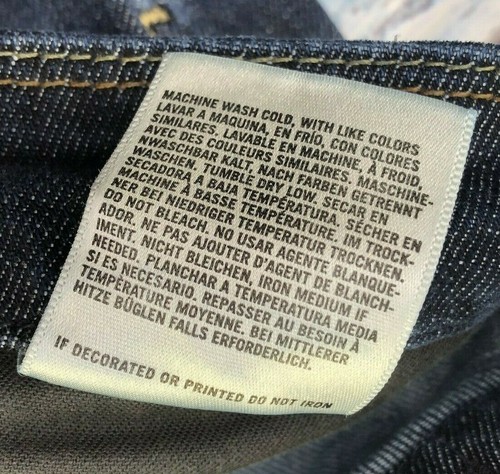 MACHINE WASH COLD, WITH LIKE COLORS
LAVAR A MAQUINA, EN FRÍO, CON COLORES
SIMILARES, LAVABLE EN MACHINE, À FROID,
AVEC DES COULEURS SIMILAIRES. MASCHINE-
NWASCHBAR KALT, NACH FARBEN GETRENNT
WASCHEN, TUMBLE DRY LOW. SECAR EN
SECADORA A BAJA TEMPERATURA. SÉCHER EN
MACHINE À BASSE TEMPÉRATURE. IM TROCK-
NER BEI NIEDRIGER TEMPERATUR TROCKNEN.
DO NOT BLEACH. NO USAR AGENTE BLANQUE-
ADOR. NE PAS AJOUTER D'AGENT DE BLANCH-
IMENT. NICHT BLEICHEN, IRON MEDIUM IF
NEEDED. PLANCHAR A TEMPERATURA MEDIA
SI ES NECESARIO. REPASSER AU BESOIN À
TEMPÉRATURE MOYENNE. BEI MITTLERER
HITZE BÜGLEN FALLS ERFORDERLICH.
IF DECORATED OR PRINTED DO NOT IRON